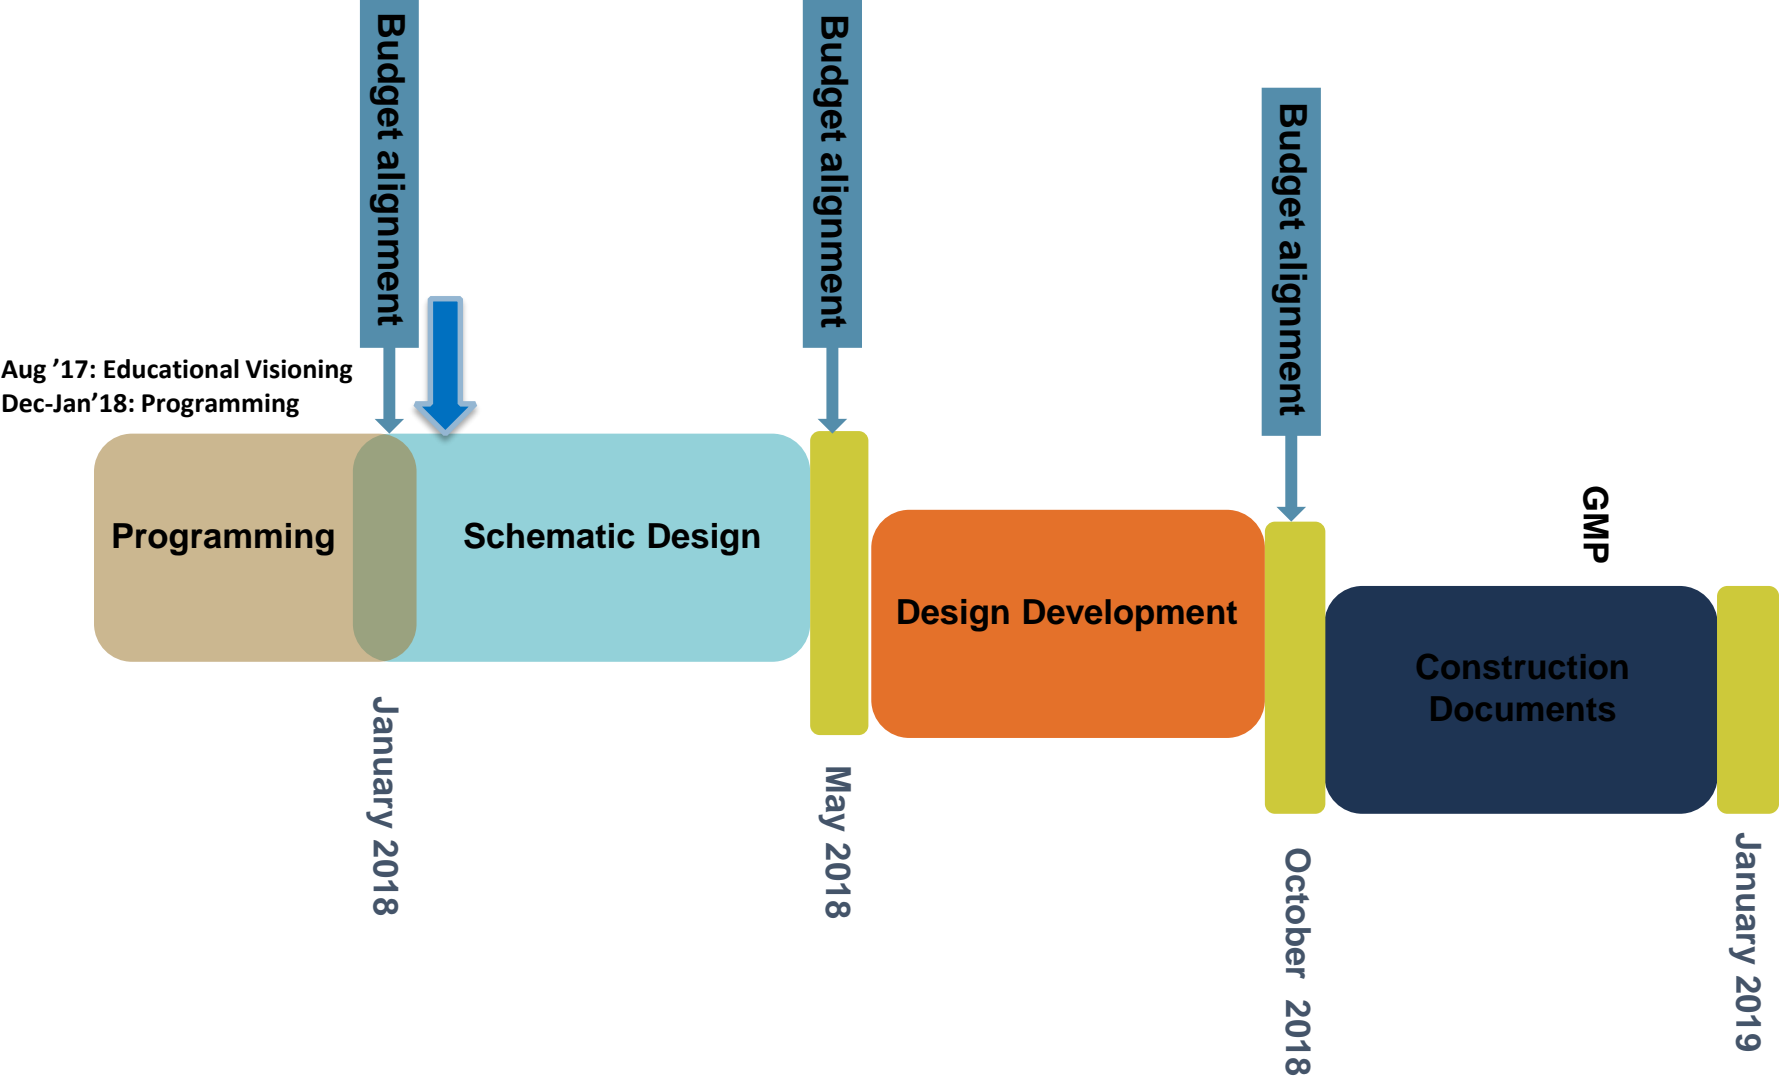 Budget alignment
Budget alignment
Budget alignment
Aug ’17: Educational Visioning
Dec-Jan’18: Programming
GMP
Programming
Schematic Design
Design Development
Construction
Documents
January 2018
May 2018
October  2018
January 2019